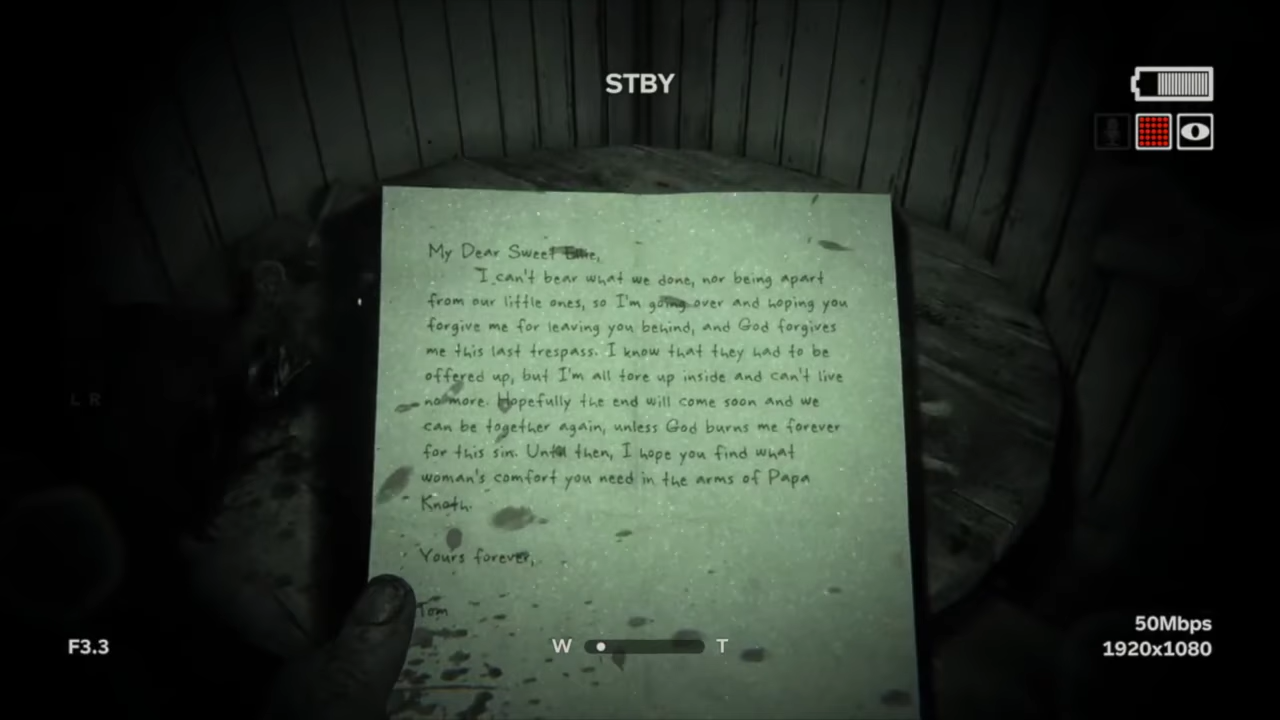 STBY
My Dear Sweet
I can't bear what we done, nor being apart
from our little ones, so I'm going over and hoping you
forgive me for leaving you behind, and God forgives
me this last trespass. I know that they had to be
offered up, but I'm all tore up inside and can't live
no more. Hopefully the end will come soon and we
can be together again, unless God burns me forever
for this sin. Until then, I hope you find what
woman's comfort you need in the arms of Papa
Knoth.
Yours forever,
Tom
L R
F3.3
W T
50Mbps
1920x1080